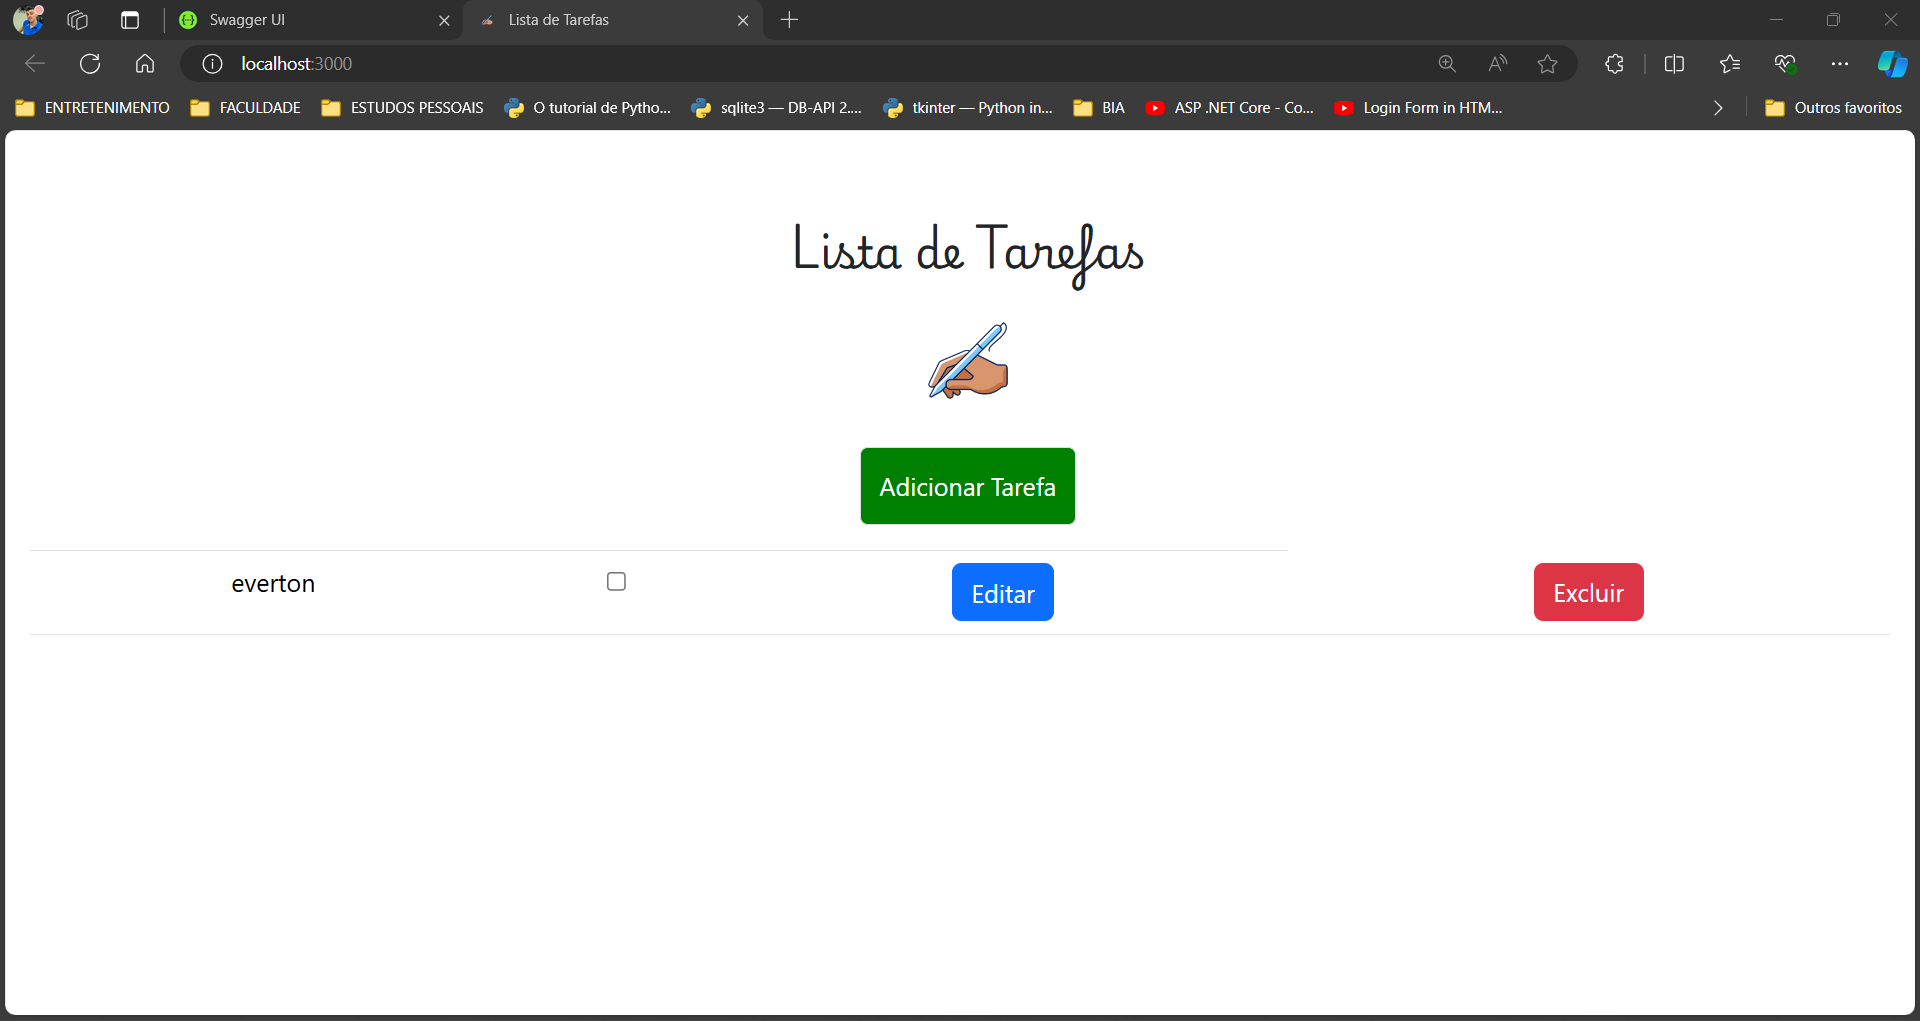 Swagger UI
Lista de Tarefas
localhost:3000
ENTRETENIMENTO
FACULDADE
ESTUDOS PESSOAIS
O tutorial de Pytho...
sqlite3 — DB-API 2....
tkinter — Python in...
BIA
ASP .NET Core - Co...
Login Form in HTM...
Outros favoritos
Lista de Tarefas
Adicionar Tarefa
everton
Editar
Excluir